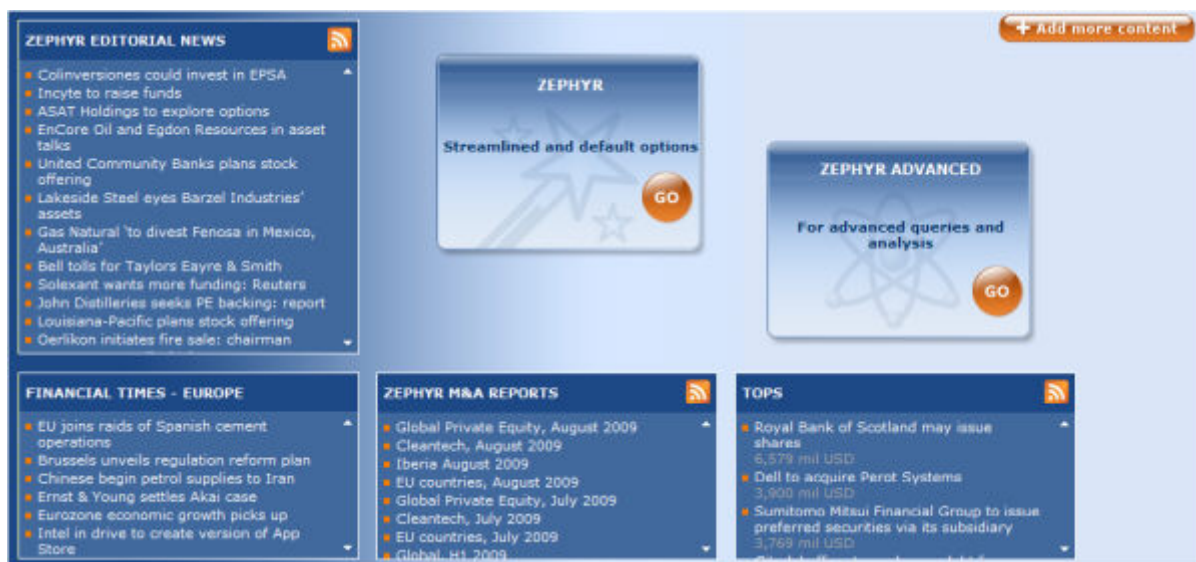 ZEPHYR EDITORIAL NEWS
Colinversiones could invest in EPSA
Incyte to raise funds
ASAT Holdings to explore options
EnCore Oil and Egdon Resources in asset
talks
United Community Banks plans stock
offering
Lakeside Steel eyes Barzel Industries'
assets
Gas Natural 'to divest Fenosa in Mexico,
Australia'
Bell tolls for Taylors Eayre & Smith
Solexant wants more funding: Reuters
John Distilleries seeks PE backing: report
Louisiana-Pacific plans stock offering
Oerlikon initiates fire sale: chairman
+ Add more content
ZEPHYR
Streamlined and default options
GO
ZEPHYR ADVANCED
For advanced queries and
analysis
GO
FINANCIAL TIMES - EUROPE
EU joins raids of Spanish cement
operations
Brussels unveils regulation reform plan
Chinese begin petrol supplies to Iran
Ernst & Young settles Akai case
Eurozone economic growth picks up
Intel in drive to create version of App
Store
ZEPHYR M&A REPORTS
Global Private Equity, August 2009
Cleantech, August 2009
Iberia August 2009
EU countries, August 2009
Global Private Equity, July 2009
Cleantech, July 2009
EU countries, July 2009
Global, H1 2009
TOPS
Royal Bank of Scotland may issue
shares
6,579 mil USD
Dell to acquire Perot Systems
3,900 mil USD
Sumitomo Mitsui Financial Group to issue
preferred securities via its subsidiary
3,769 mil USD